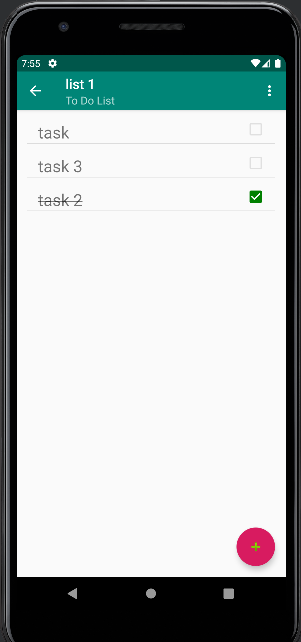 7:55
list 1
To Do List
task
task 3
task 2
+